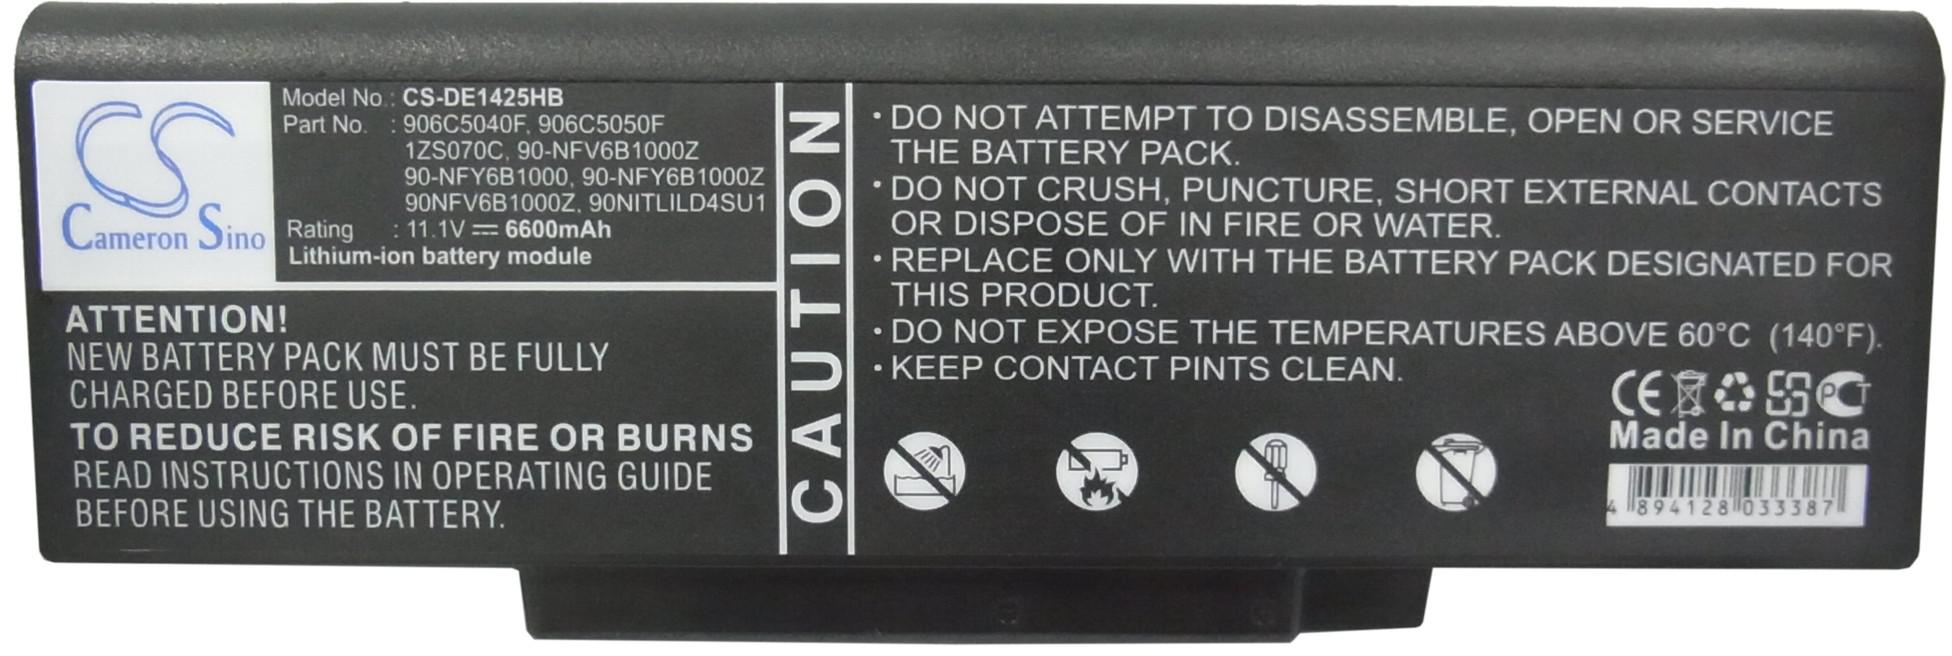 CS
Cameron Sino
Model No.: CS-DE1425HB
Part No. : 906C5040F, 906C5050F
1ZS070C, 90-NFV6B1000Z
90-NFY6B1000, 90-NFY6B1000Z
90NFV6B1000Z, 90NITLILD4SU1
Rating : 11.1V ⎓ 6600mAh
Lithium-ion battery module
ATTENTION!
NEW BATTERY PACK MUST BE FULLY
CHARGED BEFORE USE.
TO REDUCE RISK OF FIRE OR BURNS
READ INSTRUCTIONS IN OPERATING GUIDE
BEFORE USING THE BATTERY.
CAUTION
• DO NOT ATTEMPT TO DISASSEMBLE, OPEN OR SERVICE
THE BATTERY PACK.
• DO NOT CRUSH, PUNCTURE, SHORT EXTERNAL CONTACTS
OR DISPOSE OF IN FIRE OR WATER.
• REPLACE ONLY WITH THE BATTERY PACK DESIGNATED FOR
THIS PRODUCT.
• DO NOT EXPOSE THE TEMPERATURES ABOVE 60°C (140°F).
• KEEP CONTACT PINTS CLEAN.
CE PCT
Made In China
4 894128 033387